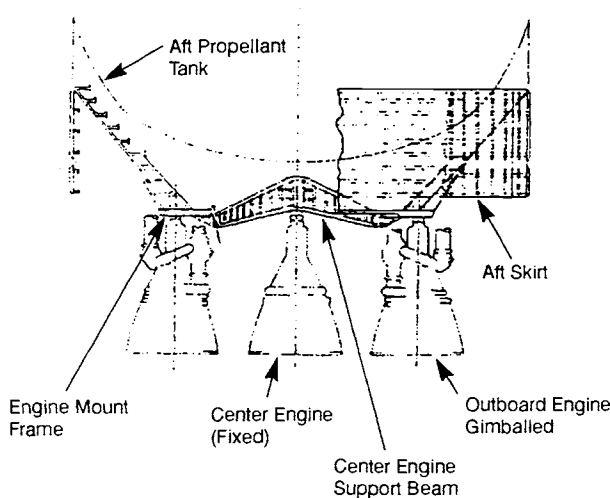 Aft Propellant
Tank
Aft Skirt
Engine Mount
Frame
Center Engine
(Fixed)
Center Engine
Support Beam
Outboard Engine
Gimballed